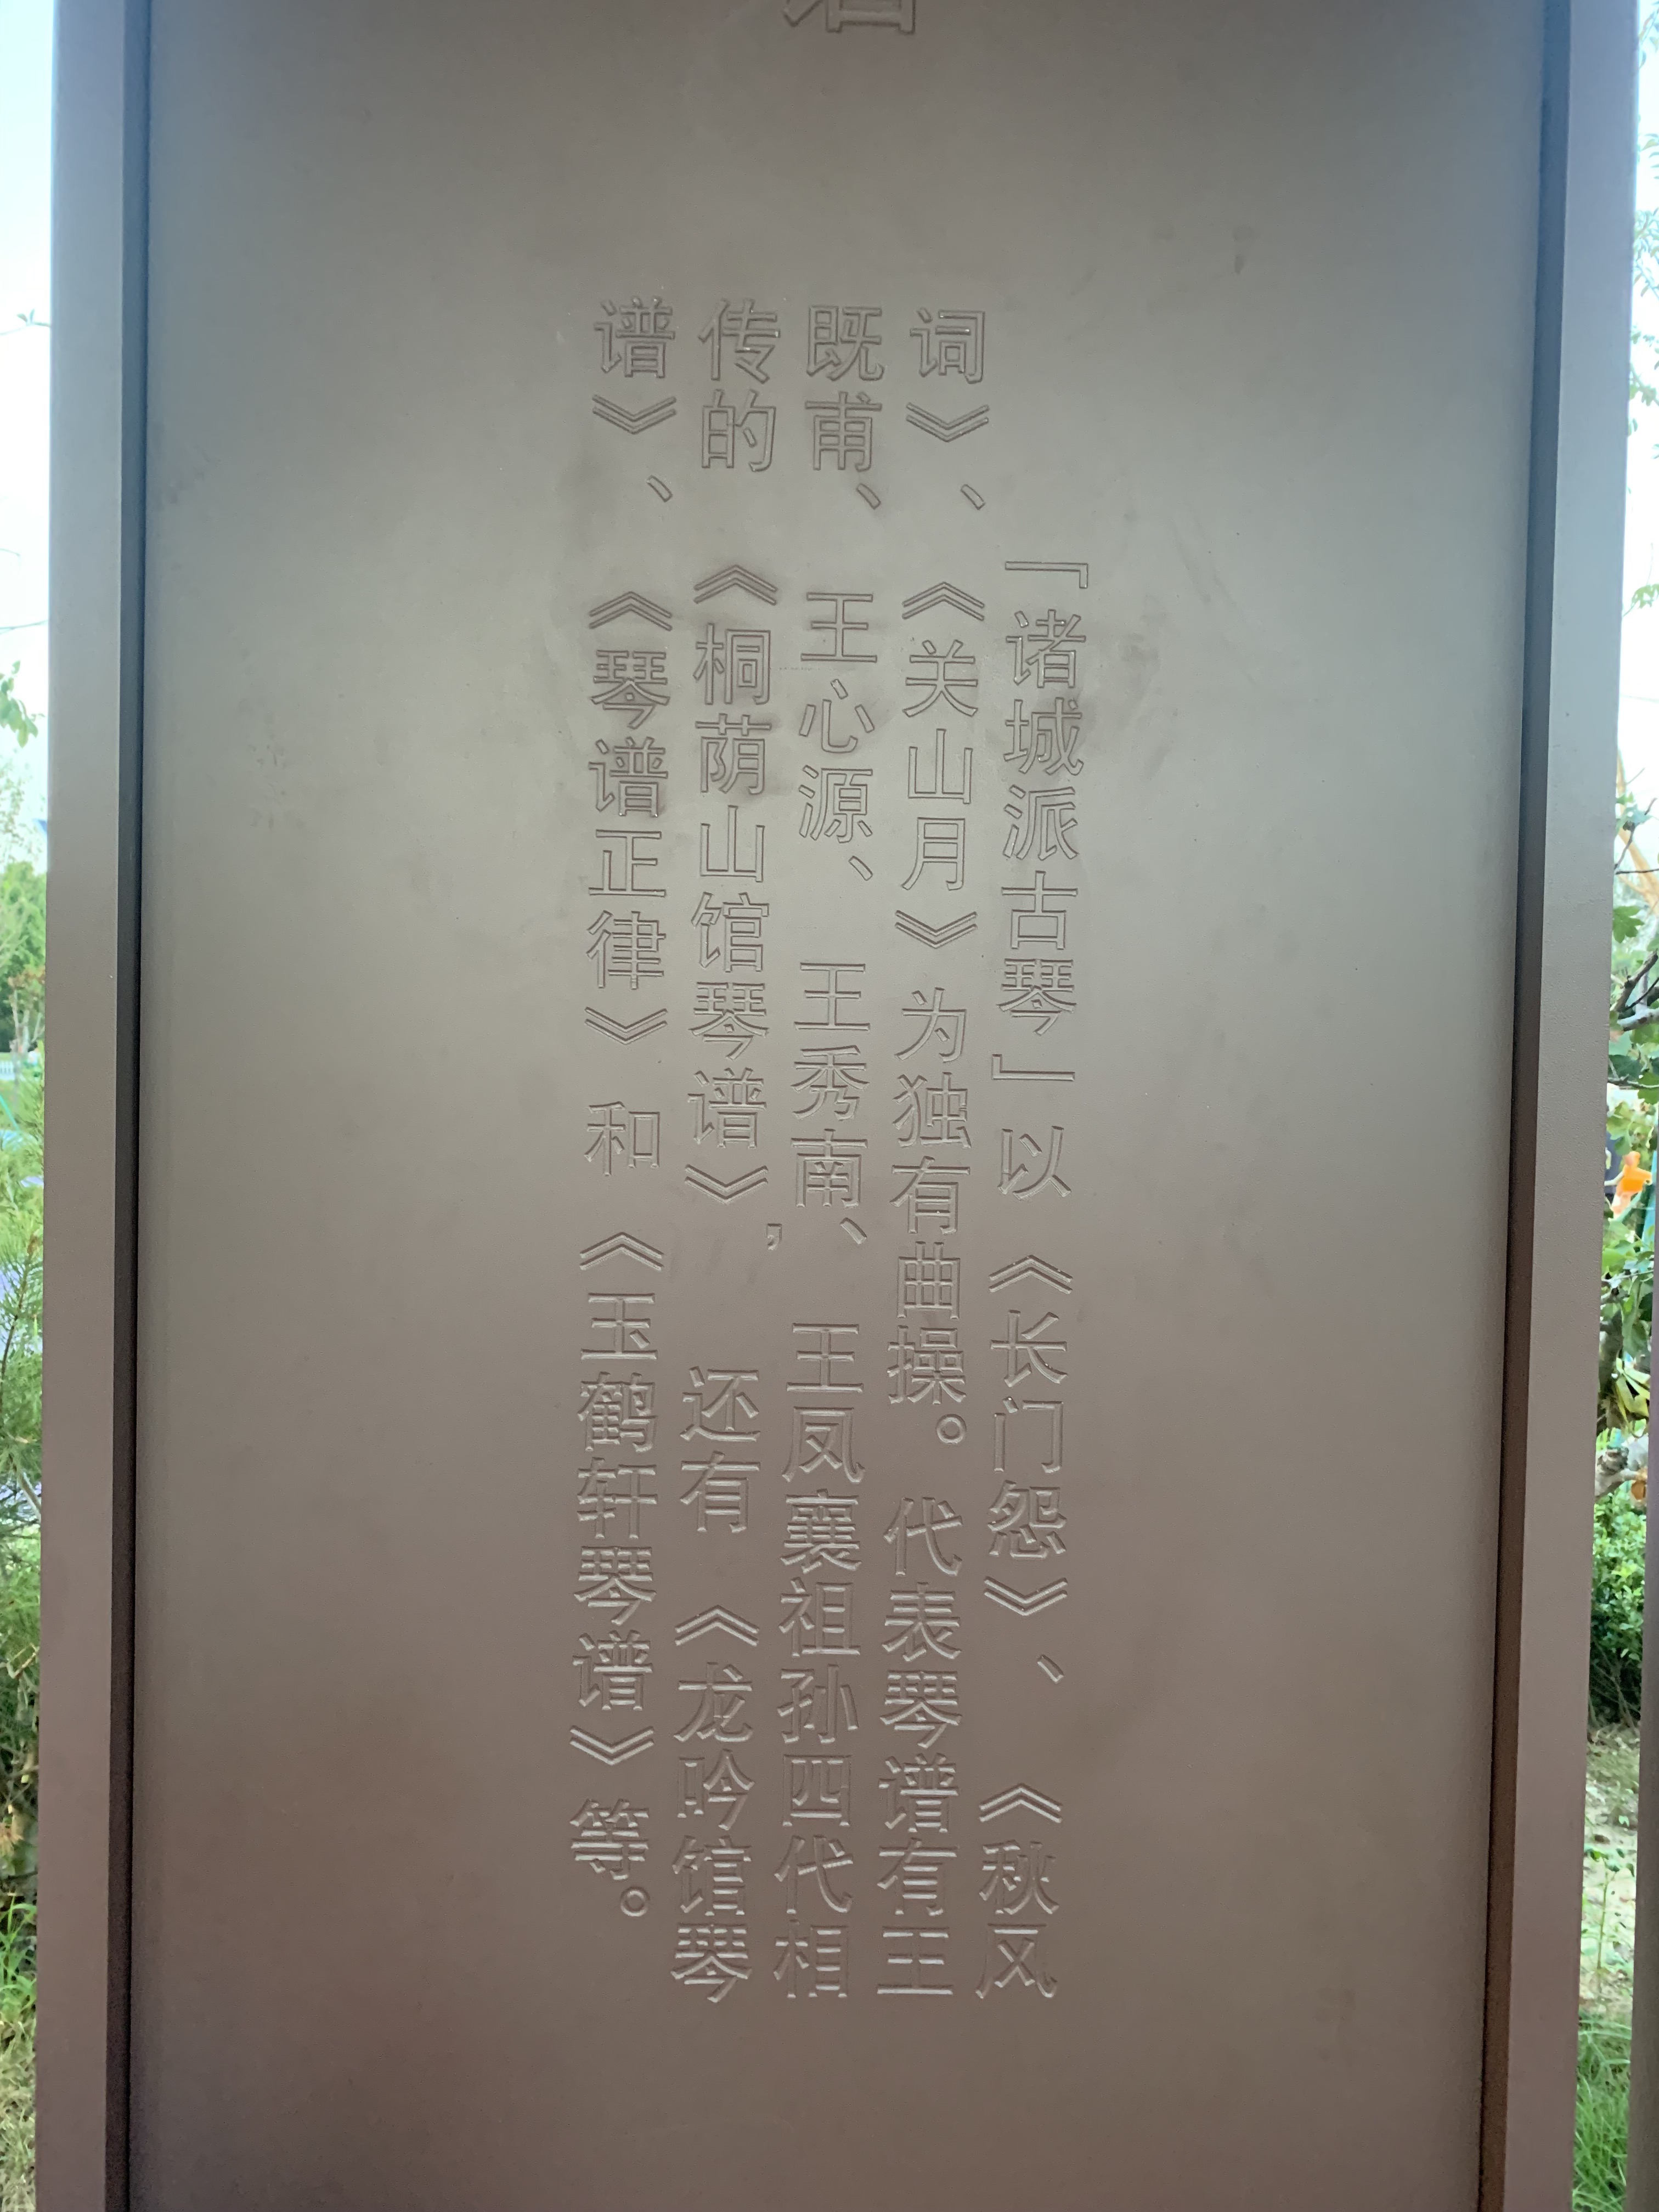 「诸城派古琴」以《长门怨》、《秋风
词》、《关山月》为独有曲操。代表琴谱有王
既甫、王心源、王秀南、王凤襄祖孙四代相
传的《桐荫山馆琴谱》，还有《龙吟馆琴
谱》、《琴谱正律》和《玉鹤轩琴谱》等。